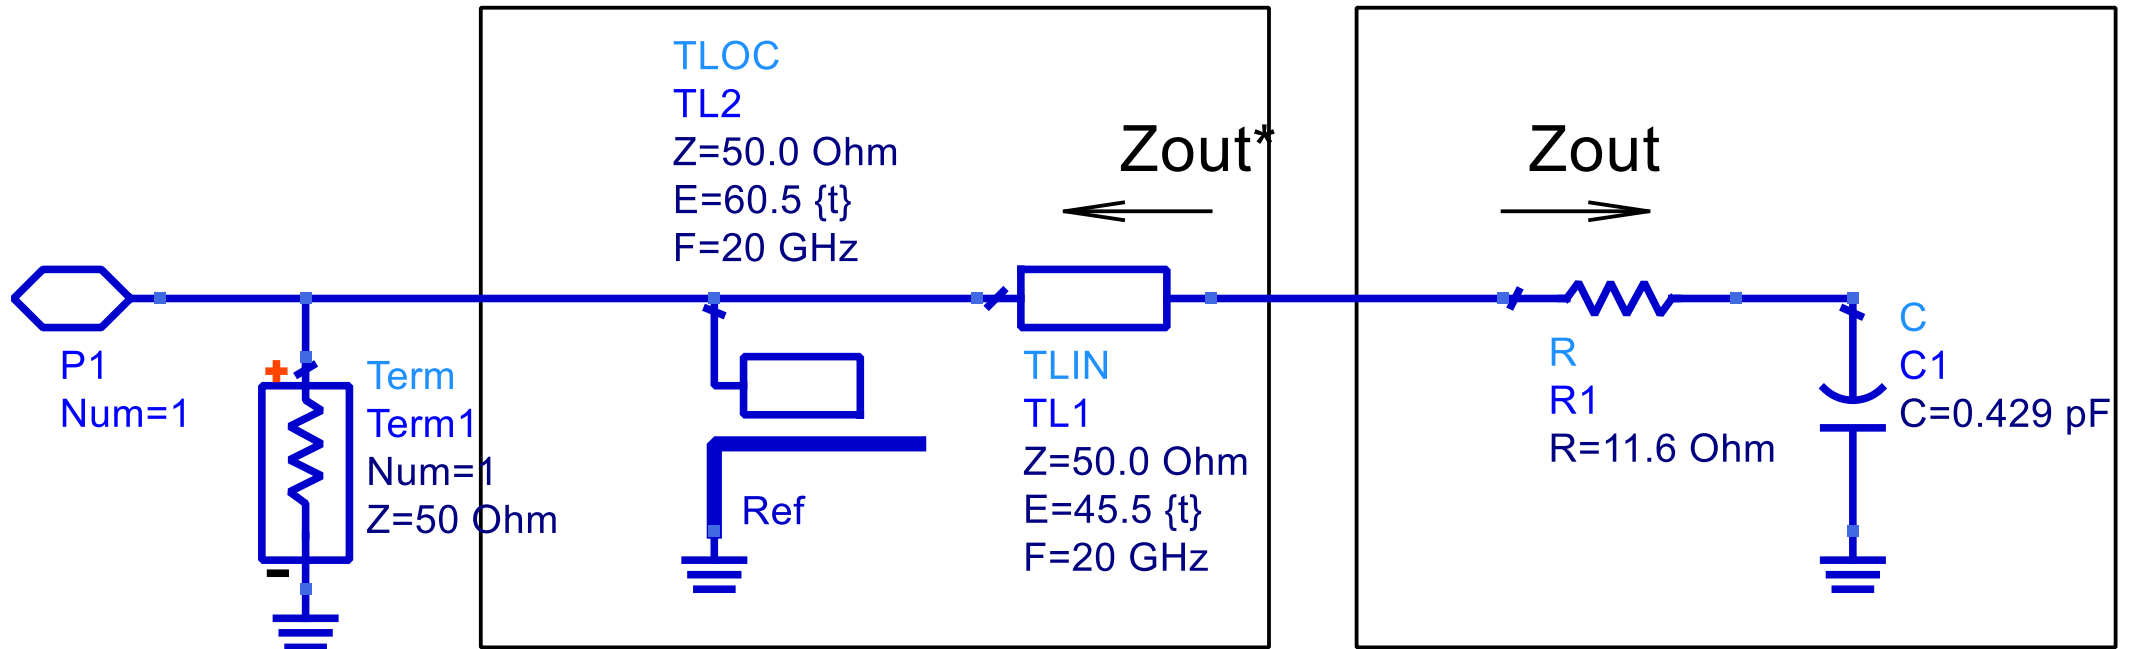 P1
Num=1
Term
Term1
Num=1
Z=50 Ohm
TLOC
TL2
Z=50.0 Ohm
E=60.5 {t}
F=20 GHz
Ref
Zout*
TLIN
TL1
Z=50.0 Ohm
E=45.5 {t}
F=20 GHz
Zout
R
R1
R=11.6 Ohm
C
C1
C=0.429 pF